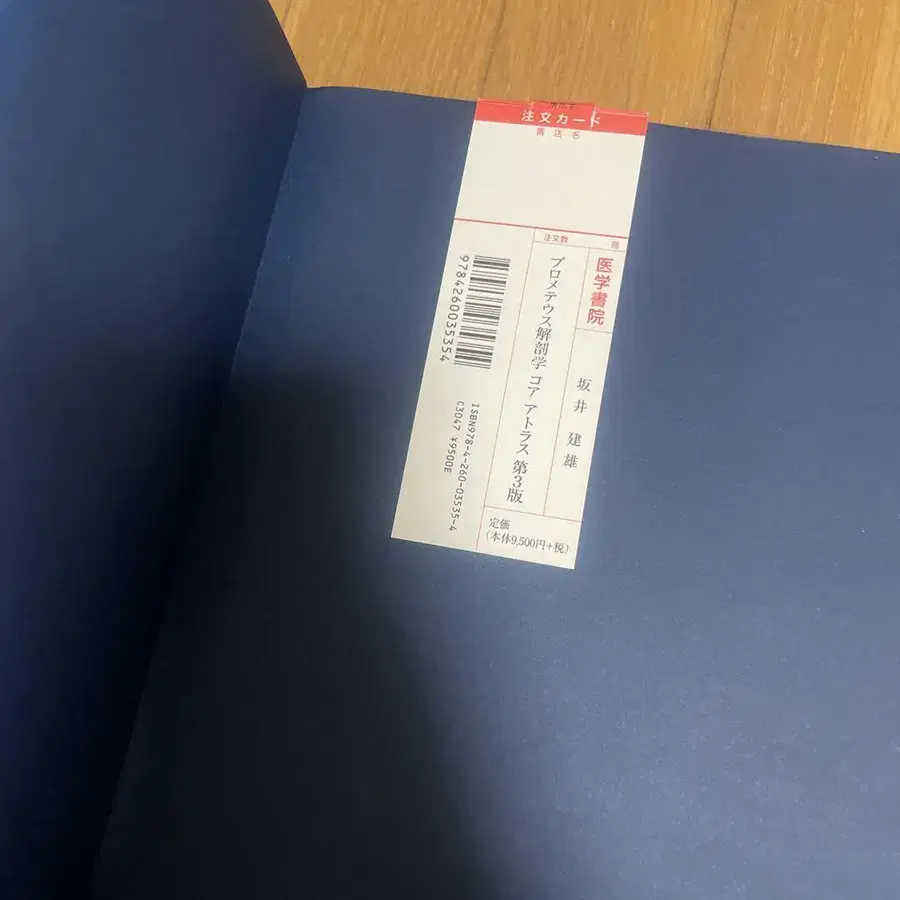 注文カード
書店名
注文数
冊
医学書院
坂井 建雄
プロメテウス解剖学 コア アトラス 第3版
定価
(本体9,500円+税)
9784260035354
ISBN978-4-260-03535-4
C3047 ¥9500E